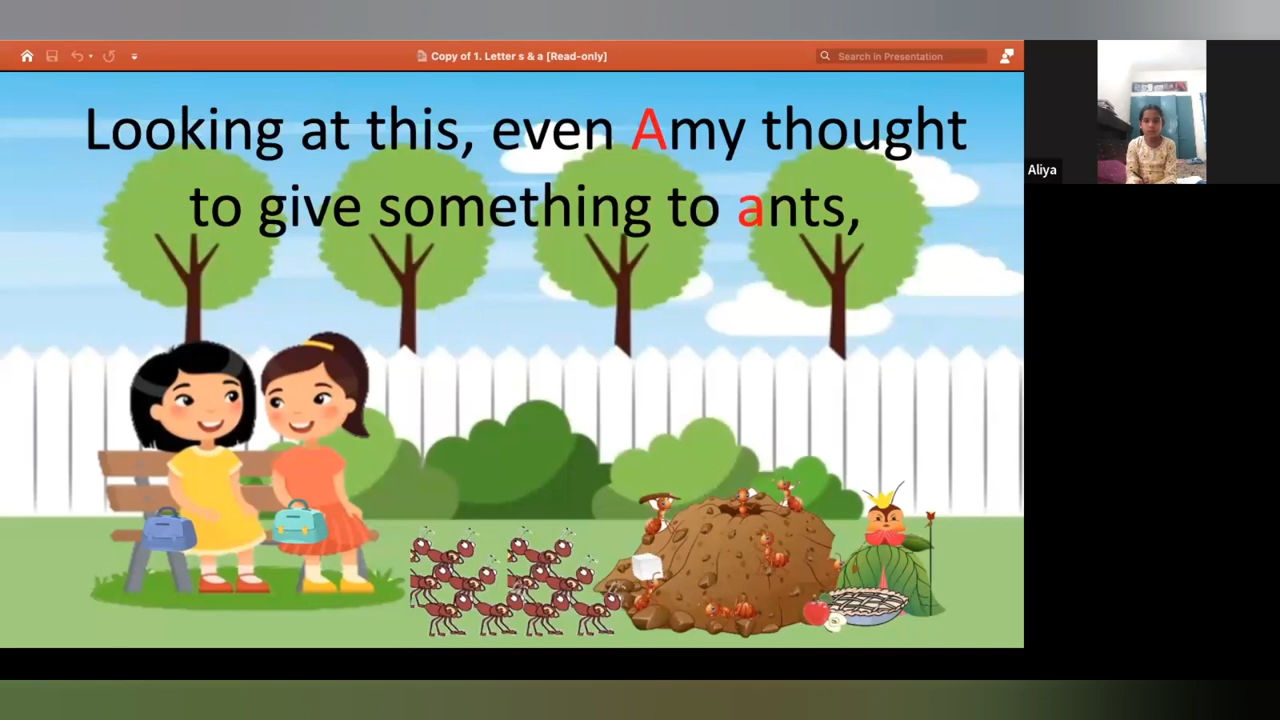 Copy of 1. Letter s & a [Read-only]
Search in Presentation
Looking at this, even Amy thought
to give something to ants,
Aliya